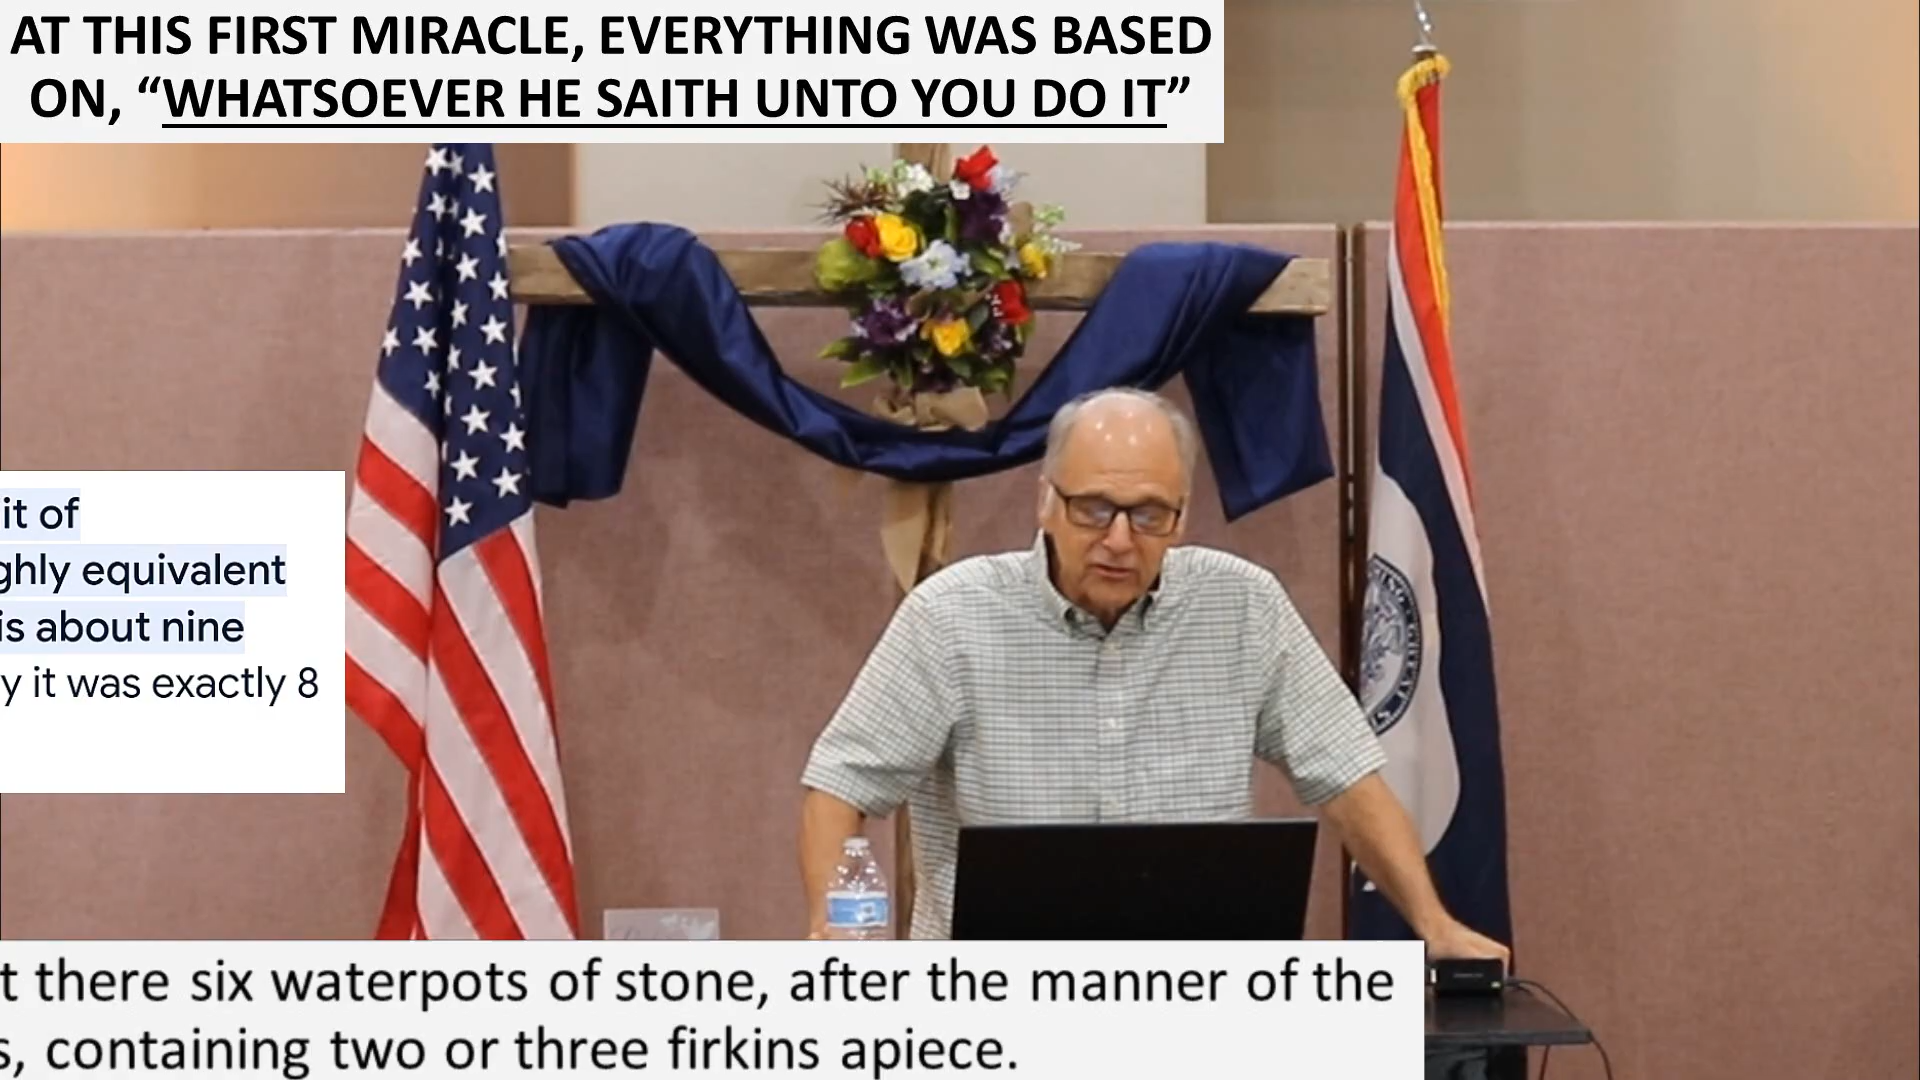 AT THIS FIRST MIRACLE, EVERYTHING WAS BASED
ON, “WHATSOEVER HE SAITH UNTO YOU DO IT”
it of
ghly equivalent
is about nine
y it was exactly 8
t there six waterpots of stone, after the manner of the
s, containing two or three firkins apiece.